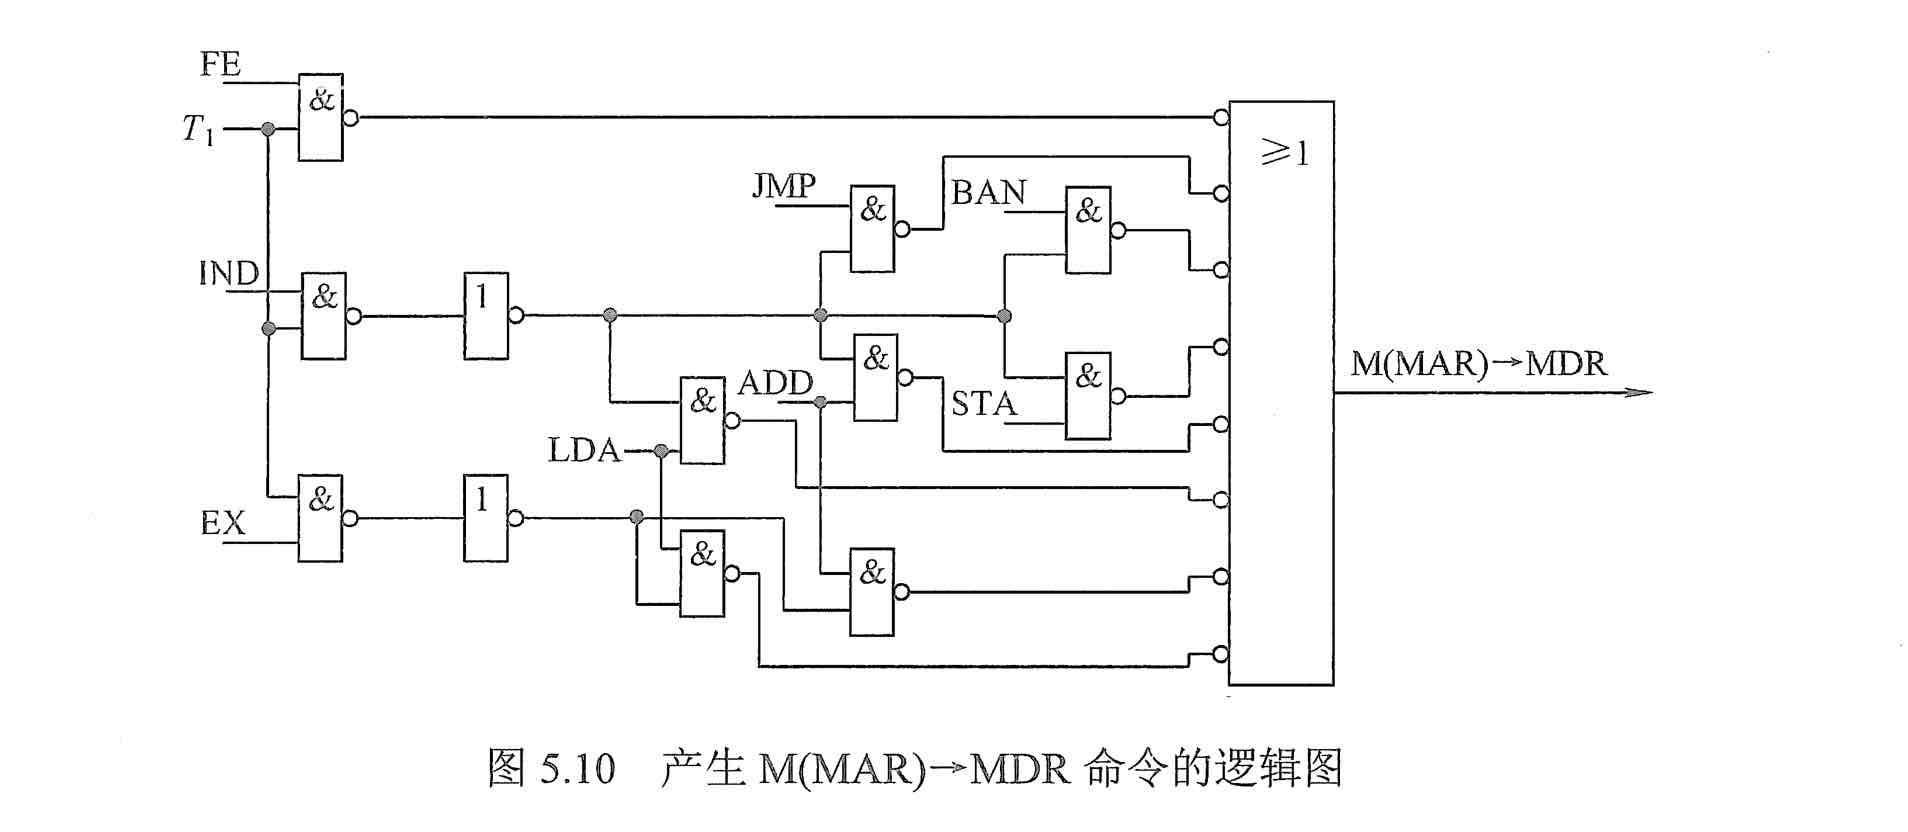 FE
&
T₁
≥1
JMP
&
BAN
&
IND
&
1
&
ADD
&
STA
&
M(MAR)→MDR
LDA
&
EX
&
1
&
&
图 5.10 产生 M(MAR)→MDR 命令的逻辑图